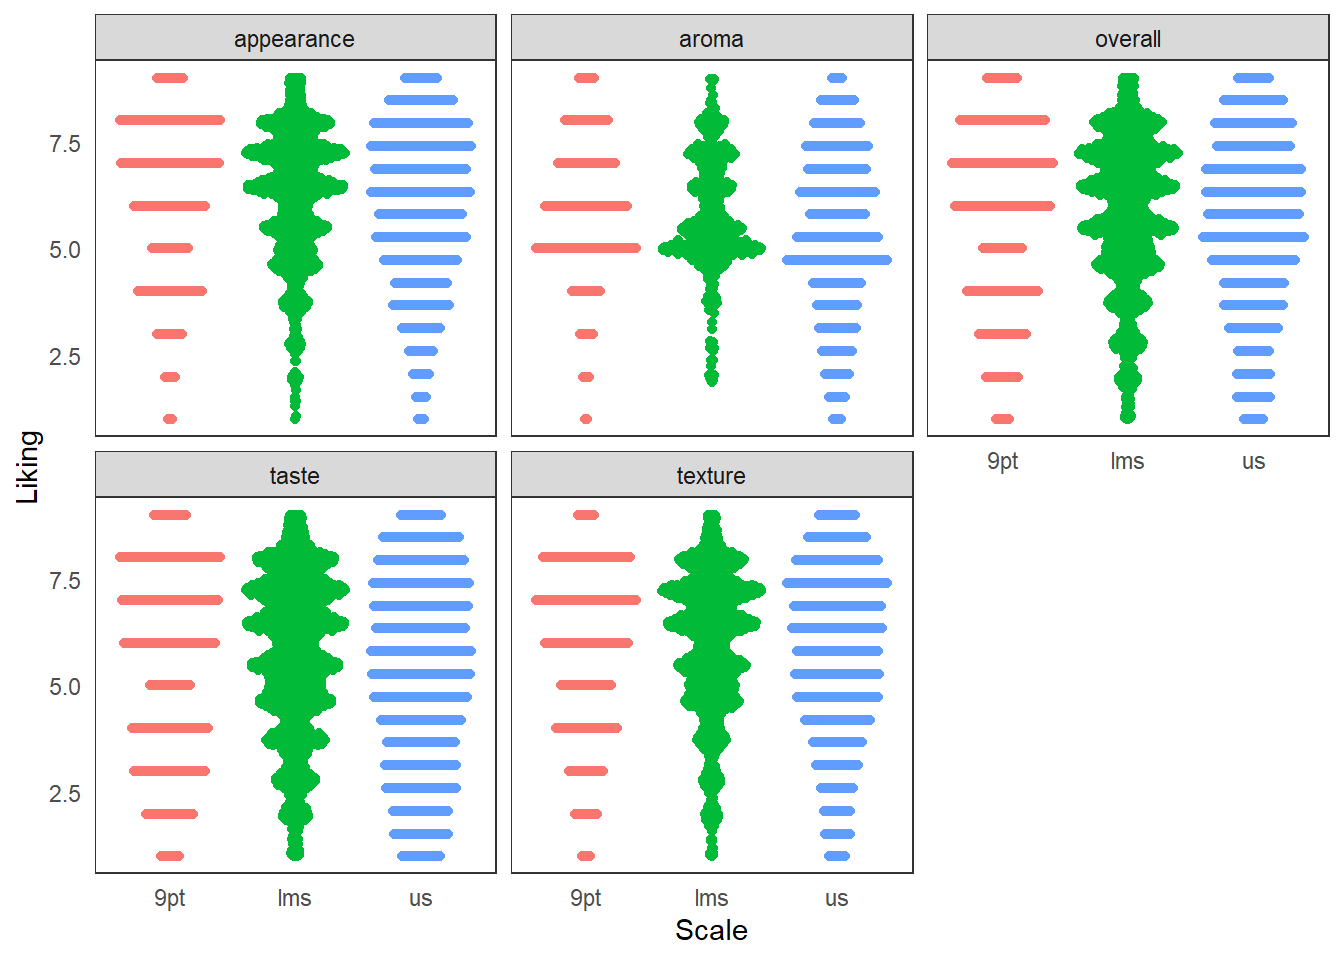 appearance
aroma
overall
7.5
5.0
2.5
9pt lms us
Liking
taste
texture
7.5
5.0
2.5
9pt lms us
9pt lms us
Scale